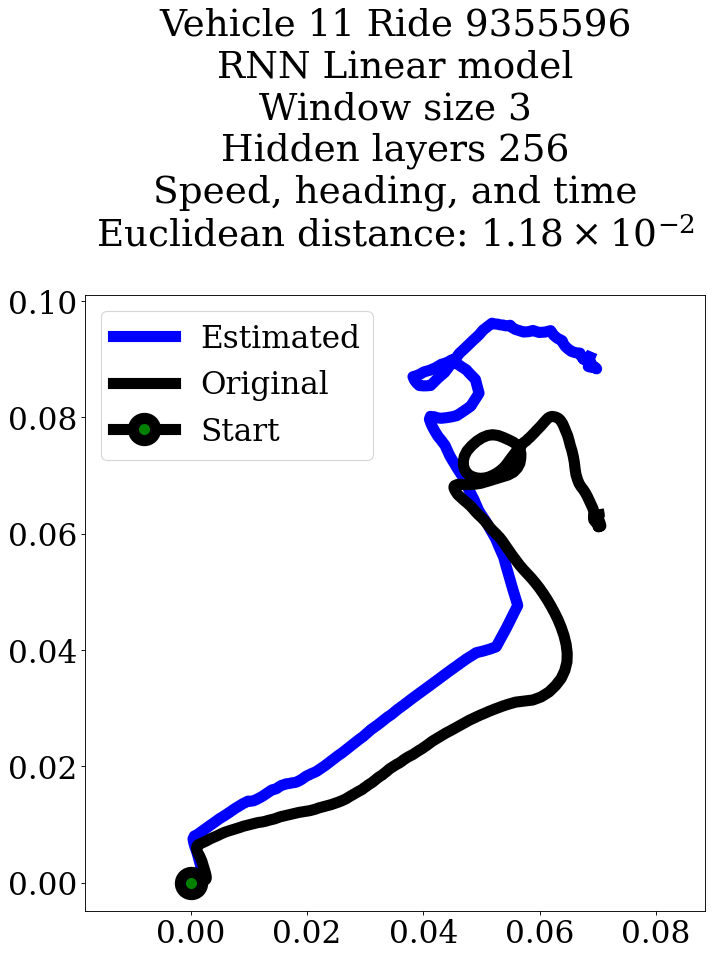 Vehicle 11 Ride 9355596
RNN Linear model
Window size 3
Hidden layers 256
Speed, heading, and time
Euclidean distance: 1.18 × 10⁻²
0.10
0.08
0.06
0.04
0.02
0.00
Estimated
Original
Start
0.00 0.02 0.04 0.06 0.08